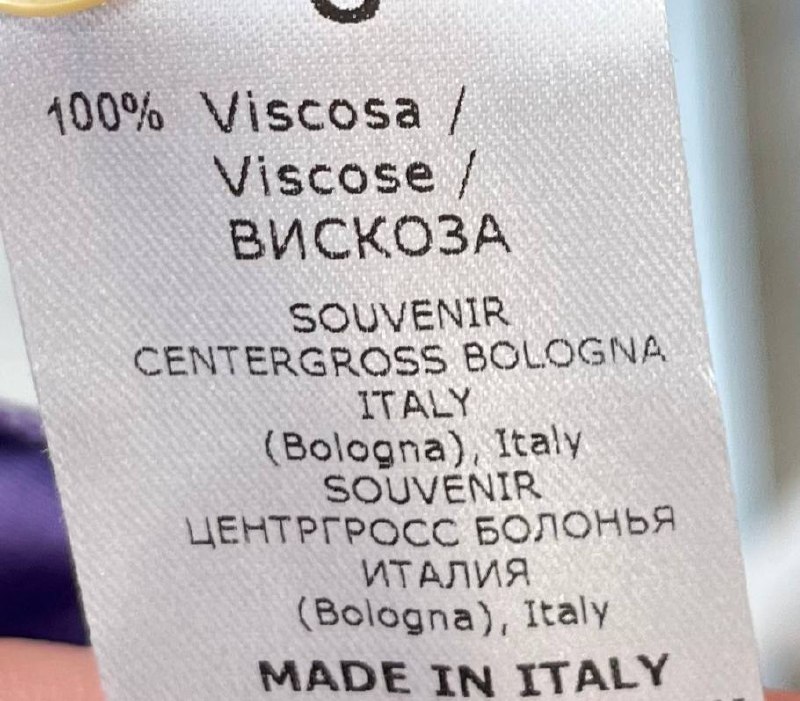 100% Viscosa /
Viscose /
ВИСКОЗА
SOUVENIR
CENTERGROSS BOLOGNA
ITALY
(Bologna), Italy
SOUVENIR
ЦЕНТРГРОСС БОЛОНЬЯ
ИТАЛИЯ
(Bologna), Italy
MADE IN ITALY